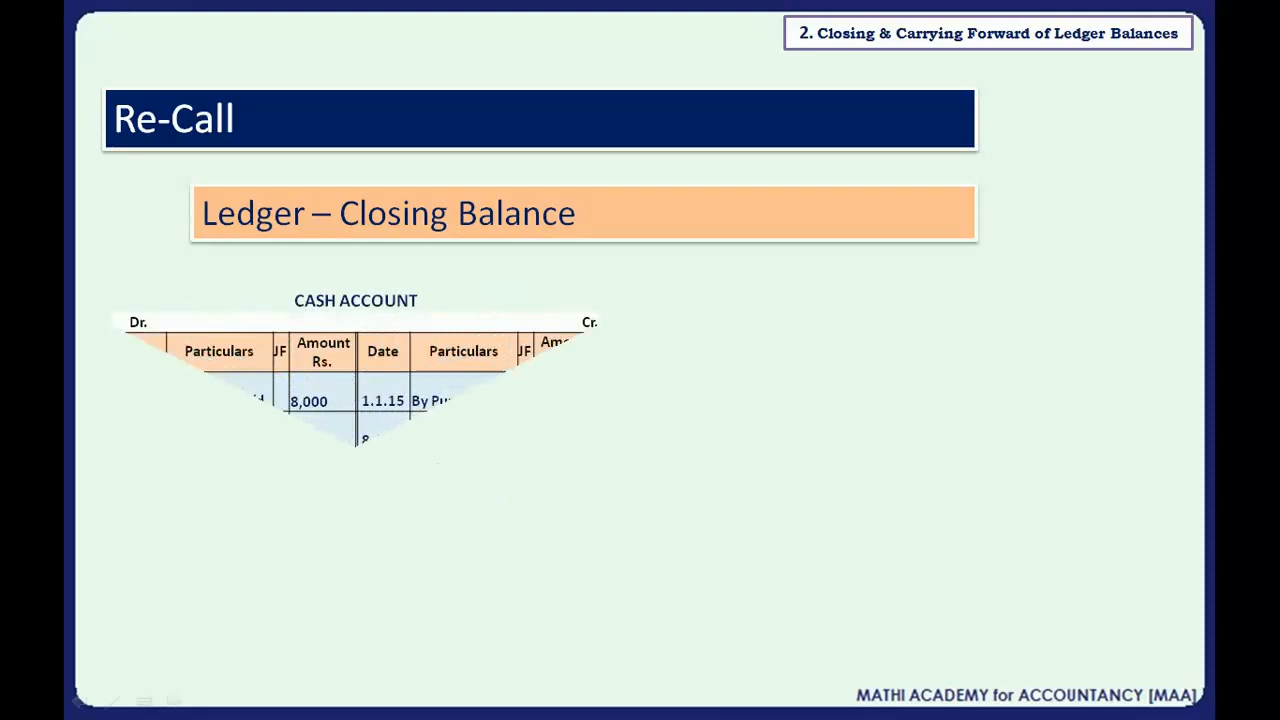 2. Closing & Carrying Forward of Ledger Balances
Re-Call
Ledger – Closing Balance
CASH ACCOUNT
Dr. Cr.
Particulars JF Amount Rs. Date Particulars JF
8,000 1.1.15 By
MATHI ACADEMY for ACCOUNTANCY [MAA]